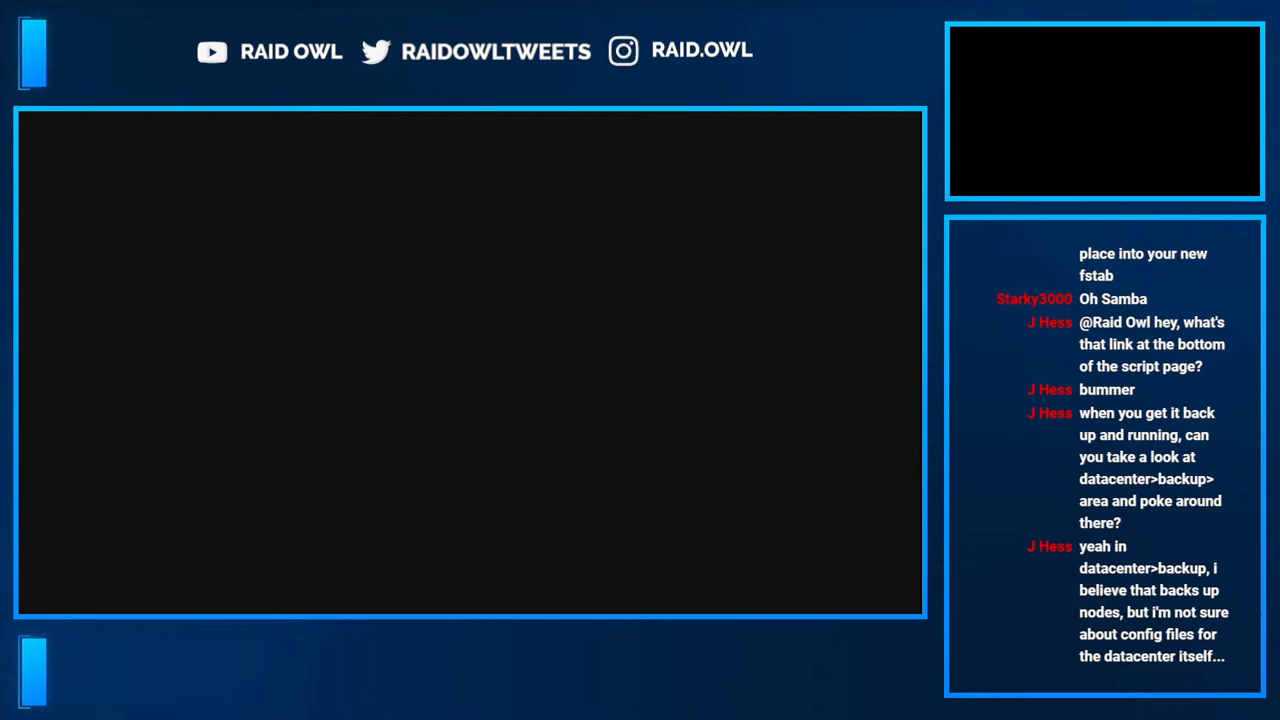 RAID OWL RAIDOWLTWEETS RAID.OWL
place into your new
fstab
Starky3000 Oh Samba
J Hess @Raid Owl hey, what's
that link at the bottom
of the script page?
J Hess bummer
J Hess when you get it back
up and running, can
you take a look at
datacenter>backup>
area and poke around
there?
J Hess yeah in
datacenter>backup, i
believe that backs up
nodes, but i'm not sure
about config files for
the datacenter itself...